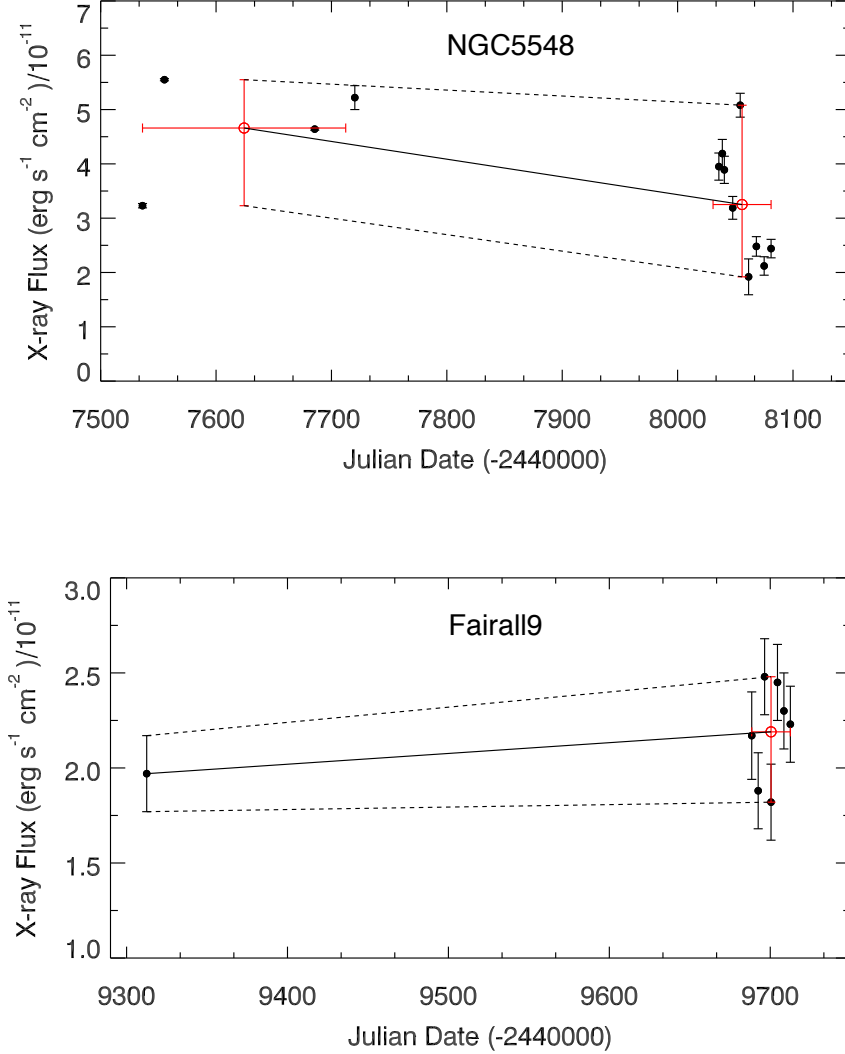 NGC5548
7
6
5
4
3
2
1
0
X-ray Flux (erg s⁻¹ cm⁻²)/10⁻¹¹
7500 7600 7700 7800 7900 8000 8100
Julian Date (-2440000)
Fairall9
3.0
2.5
2.0
1.5
1.0
X-ray Flux (erg s⁻¹ cm⁻²)/10⁻¹¹
9300 9400 9500 9600 9700
Julian Date (-2440000)